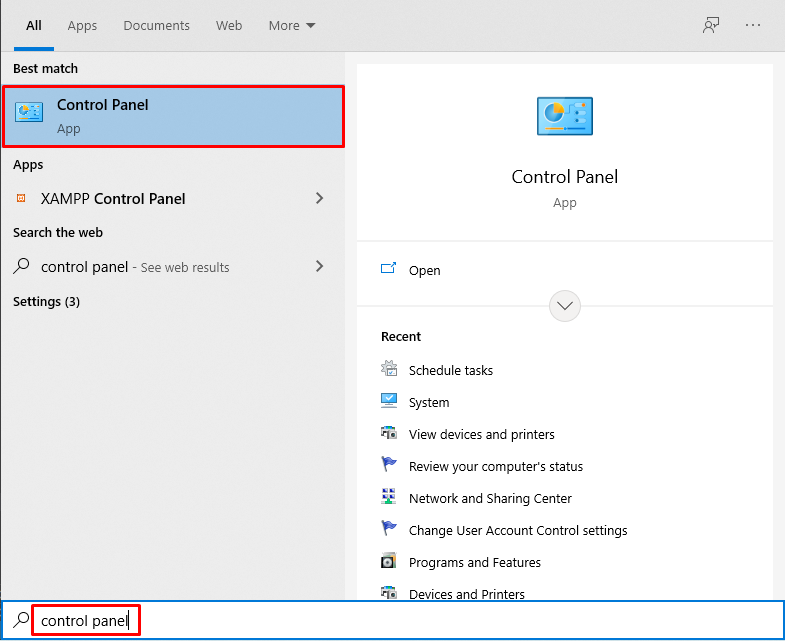 All Apps Documents Web More
Best match
Control Panel
App
Apps
XAMPP Control Panel
Search the web
control panel - See web results
Settings (3)
Control Panel
App
Open
Recent
Schedule tasks
System
View devices and printers
Review your computer's status
Network and Sharing Center
Change User Account Control settings
Programs and Features
Devices and Printers
control panel